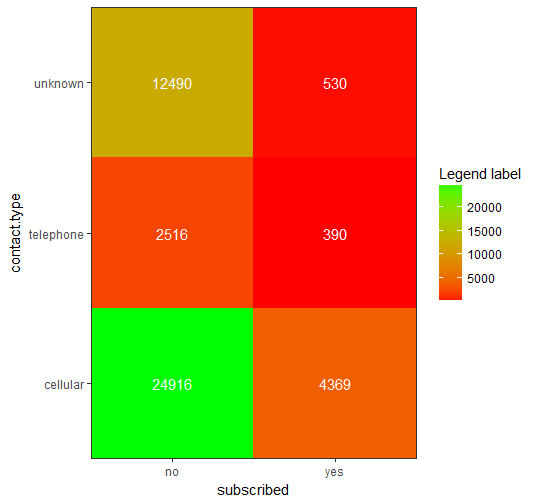 unknown
12490
530
Legend label
20000
15000
10000
5000
contact.type
telephone
2516
390
cellular
24916
4369
no
yes
subscribed